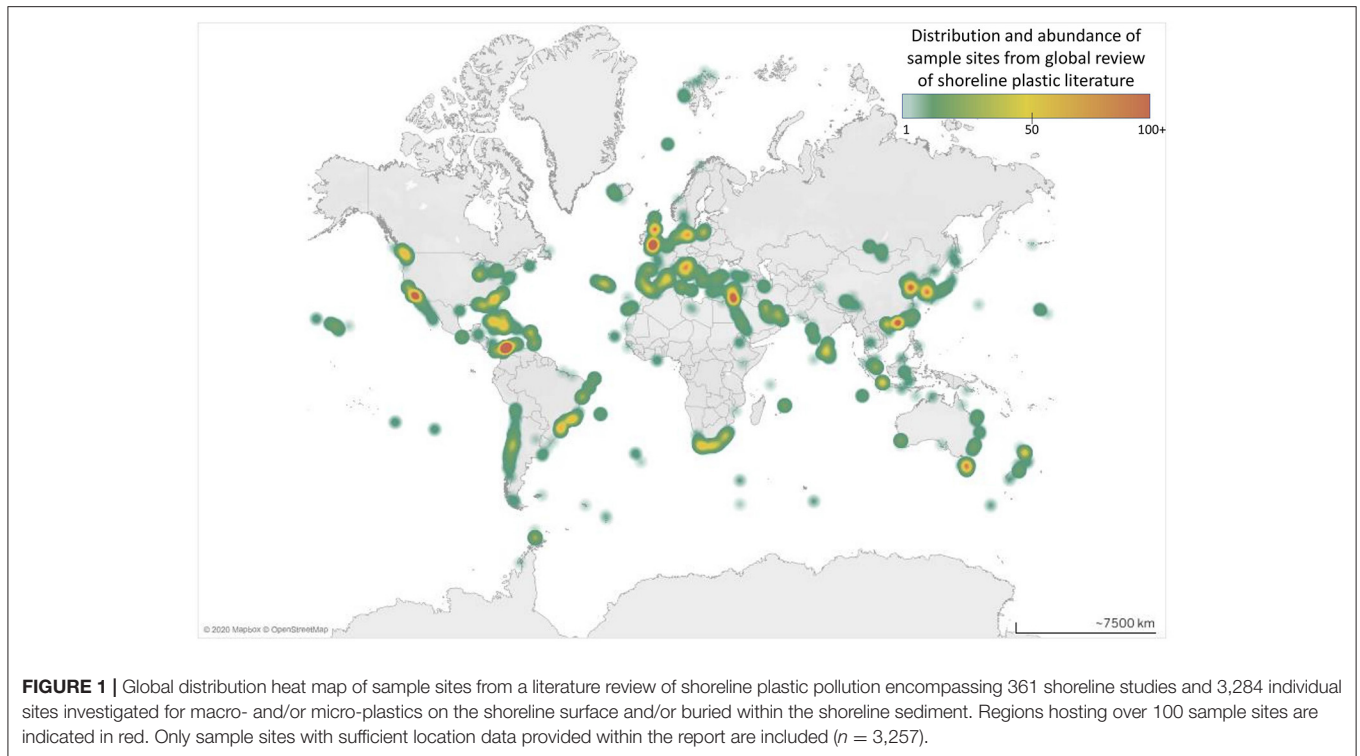 Distribution and abundance of
sample sites from global review
of shoreline plastic literature
1 50 100+
© 2020 Mapbox © OpenStreetMap
~7500 km
FIGURE 1 | Global distribution heat map of sample sites from a literature review of shoreline plastic pollution encompassing 361 shoreline studies and 3,284 individual
sites investigated for macro- and/or micro-plastics on the shoreline surface and/or buried within the shoreline sediment. Regions hosting over 100 sample sites are
indicated in red. Only sample sites with sufficient location data provided within the report are included (n = 3,257).